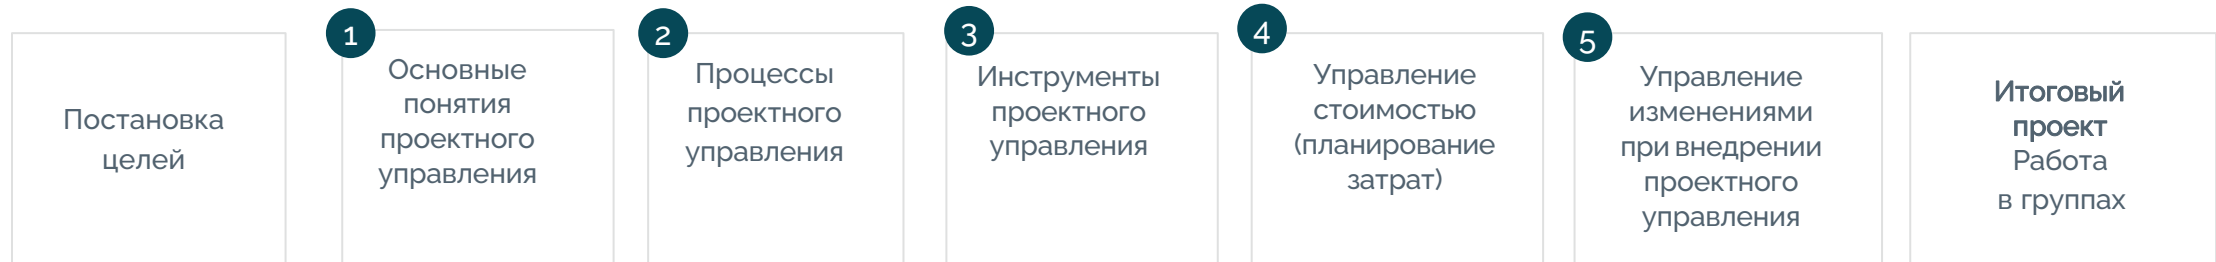 Постановка
целей
1
Основные
понятия
проектного
управления
2
Процессы
проектного
управления
3
Инструменты
проектного
управления
4
Управление
стоимостью
(планирование
затрат)
5
Управление
изменениями
при внедрении
проектного
управления
Итоговый
проект
Работа
в группах